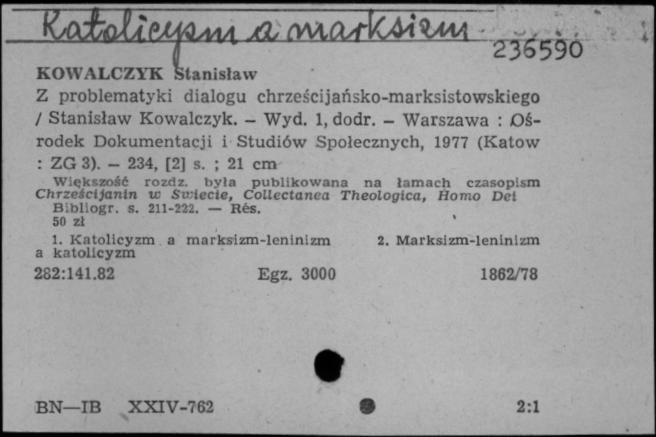 Katolicyzm a marksizm
236590
KOWALCZYK Stanisław
Z problematyki dialogu chrześcijańsko-marksistowskiego
/ Stanisław Kowalczyk. — Wyd. 1, dodr. — Warszawa : Oś-
rodek Dokumentacji i Studiów Społecznych, 1977 (Katow
: ZG 3). — 234, [2] s. ; 21 cm
Większość rozdz. była publikowana na łamach czasopism
Chrześcijanin w Świecie, Collectanea Theologica, Homo Dei
Bibliogr. s. 211-222. — Rés.
50 zł
1. Katolicyzm a marksizm-leninizm 2. Marksizm-leninizm
a katolicyzm
282:141.82 Egz. 3000 1862/78
BN—IB XXIV-762 2:1